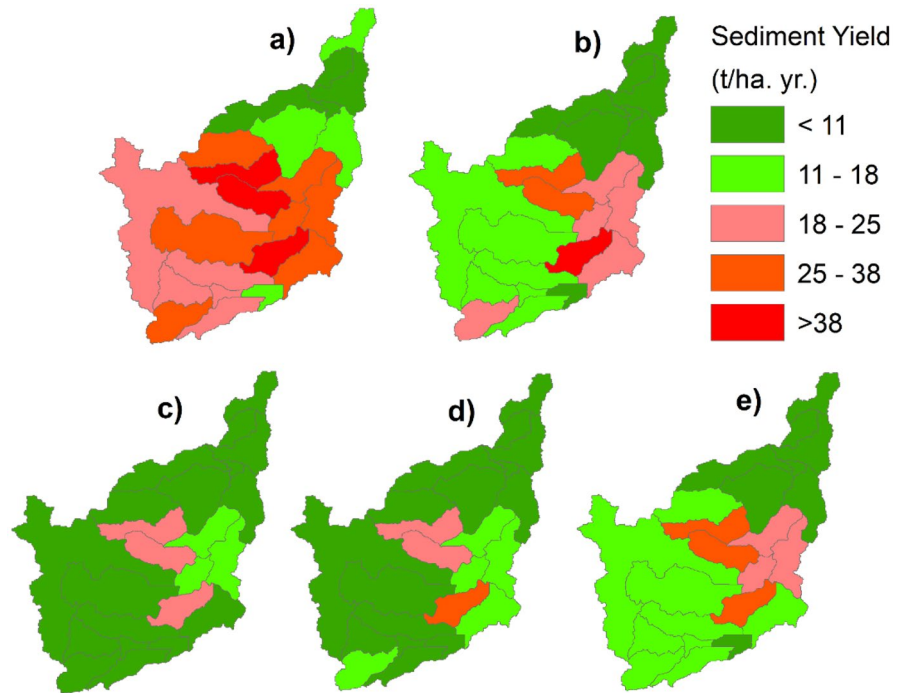 a)
b)
Sediment Yield
(t/ha. yr.)
< 11
11 - 18
18 - 25
25 - 38
>38
c)
d)
e)